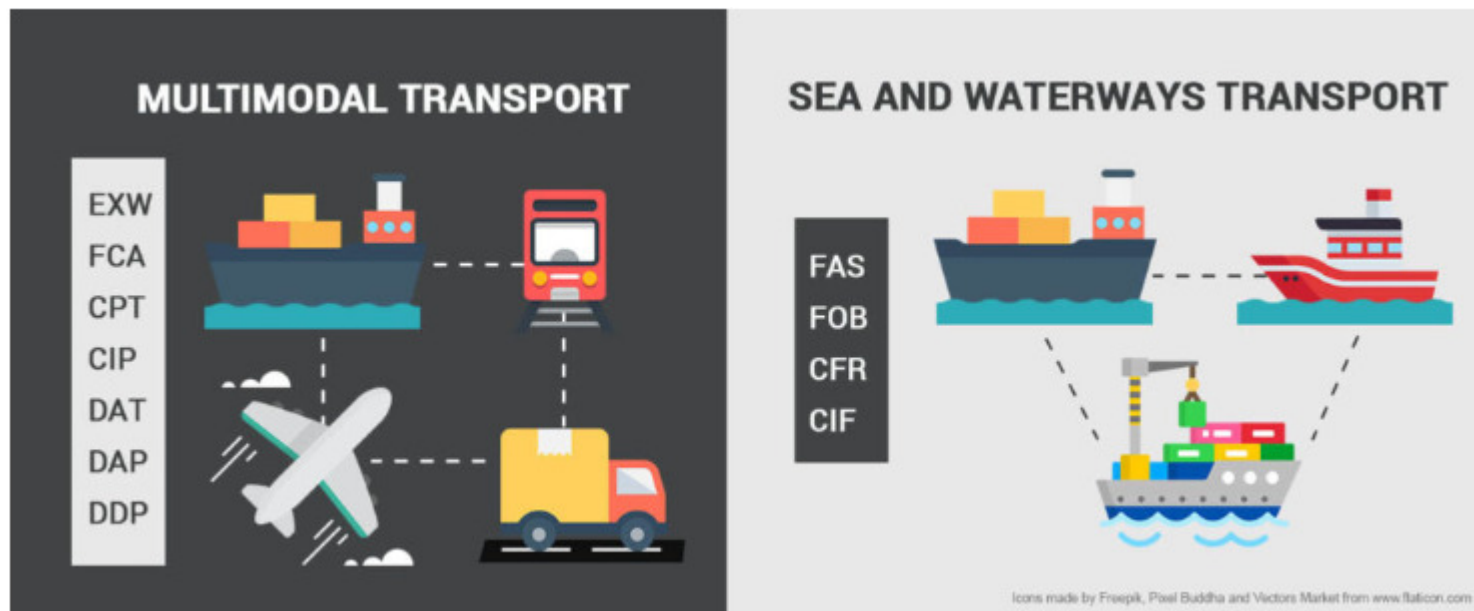 MULTIMODAL TRANSPORT
EXW
FCA
CPT
CIP
DAT
DAP
DDP
SEA AND WATERWAYS TRANSPORT
FAS
FOB
CFR
CIF
Icons made by Freepik, Pixel Buddha and Vectors Market from www.flaticon.com